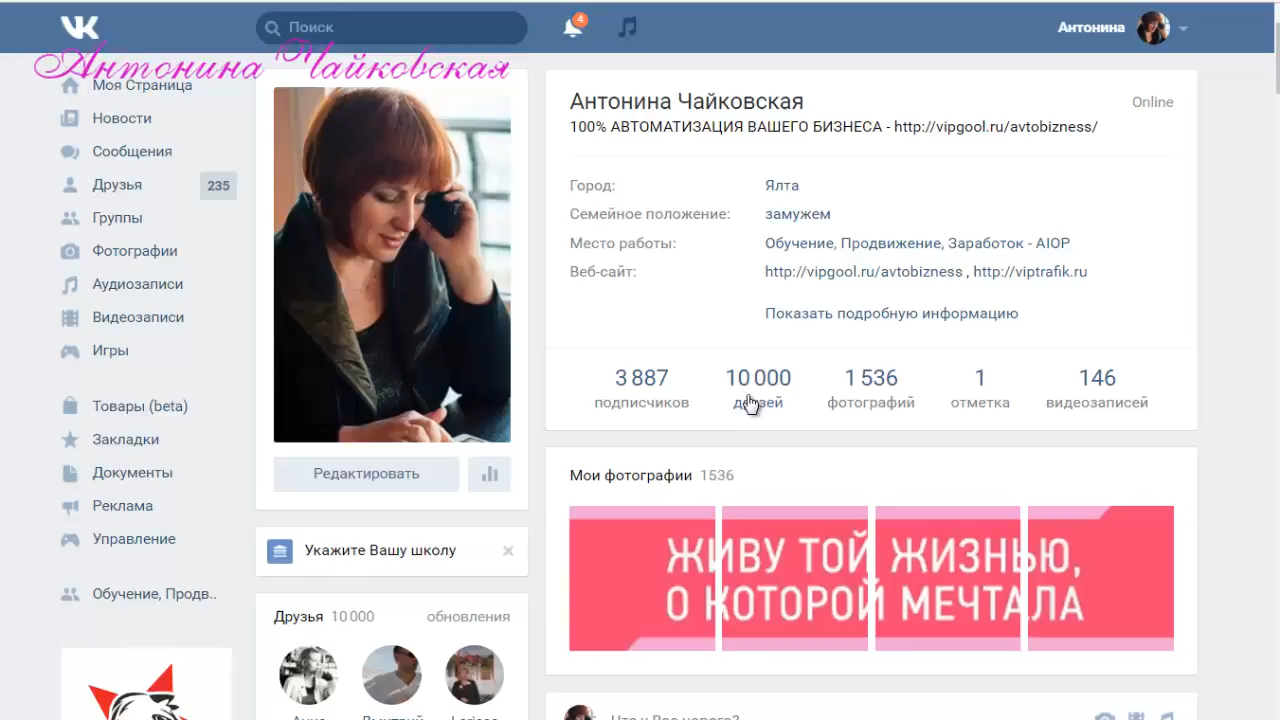 Поиск
4
Антонина
Антонина Чайковская
Моя Страница
Новости
Сообщения
Друзья 235
Группы
Фотографии
Аудиозаписи
Видеозаписи
Игры
Товары (beta)
Закладки
Документы
Реклама
Управление
Обучение, Продв..
Редактировать
Укажите Вашу школу
Друзья 10 000 обновления
Антонина Чайковская
Online
100% АВТОМАТИЗАЦИЯ ВАШЕГО БИЗНЕСА - http://vipgool.ru/avtobizness/
Город: Ялта
Семейное положение: замужем
Место работы: Обучение, Продвижение, Заработок - AIOP
Веб-сайт: http://vipgool.ru/avtobizness , http://viptrafik.ru
Показать подробную информацию
3 887 10 000 1 536 1 146
подписчиков друзей фотографий отметка видеозаписей
Мои фотографии 1536
ЖИВУ ТОЙ ЖИЗНЬЮ,
О КОТОРОЙ МЕЧТАЛА